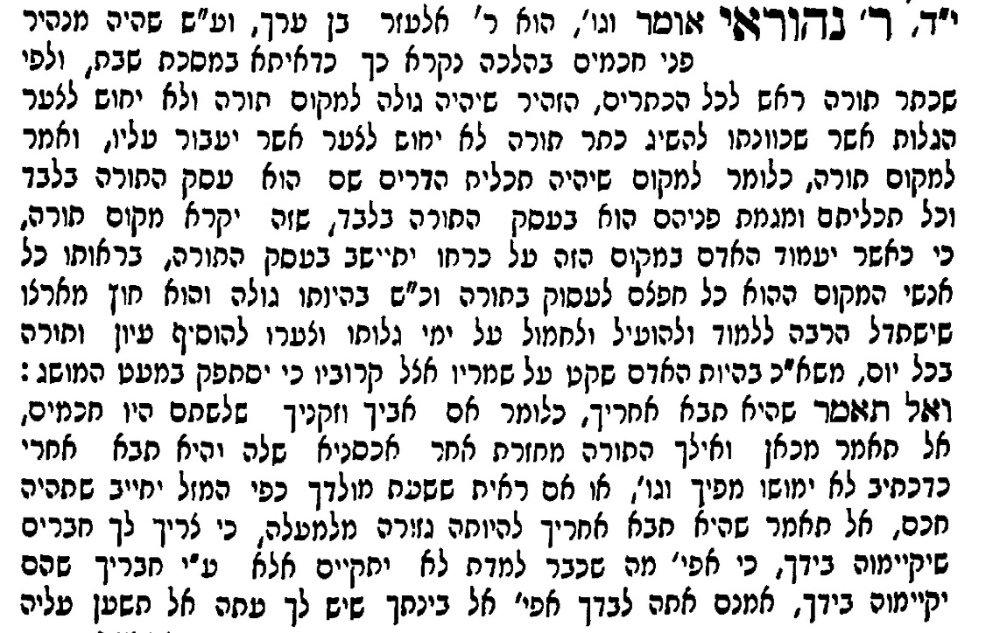 י״ד. ר׳ נהוראי אומר וגו׳, הוא ר׳ אלעזר בן ערך, וע״ש שהיה מנהיר
פני חכמים בהלכה נקרא כך כדאיתא במסכת שבת, ולפי
שכתר תורה ראש לכל הכתרים, הזהיר שיהיה גולה למקום תורה ולא יחוש לצער
הגלות אשר שכוונתו להשיג כתר תורה לא ימוש לצער אשר יעבור עליו, ואמר
למקום תורה, כלומר למקום שיהיה תכלית הדרים שם הוא עסק התורה בלבד
וכל תכליתם ומגמת פניהם הוא בעסק התורה בלבד, שזה יקרא מקום תורה,
כי כאשר יעמוד האדם במקום הזה על כרחו יתיישב בעסק התורה, בראותו כל
אנשי המקום ההוא כל חפצם לעסוק בתורה וכ״ש בהיותו גולה והוא חוץ מארצו
שישתדל הרבה ללמוד ולהועיל ולחמול על ימי גלותו וצערו להוסיף עיון ותורה
בכל יום, משא״כ בהיות האדם שקט על שמריו אצל קרוביו כי יסתפק במעט המושג:
ואל תאמר שהיא תבא אחריך, כלומר אם אביך וזקניך שלשתם היו חכמים,
אל תאמר מכאן ואילך התורה מחזרת אחר אכסניא שלה והיא תבא אחרי
כדכתיב לא ימושו מפיך וגו׳, או אם ראית ששעת מולדך כפי המזל יחייב שתהיה
חכם, אל תאמר שהיא תבא אחריך להיותה גזורה מלמעלה, כי צריך לך חברים
שיקיימוה בידך, כי אפי׳ מה שכבר למדת לא יתקיים אלא ע״י חבריך שהם
יקיימוה בידך, אמנם אתה לבדך אפי׳ אל בינתך שיש לך עתה אל תשען עליה